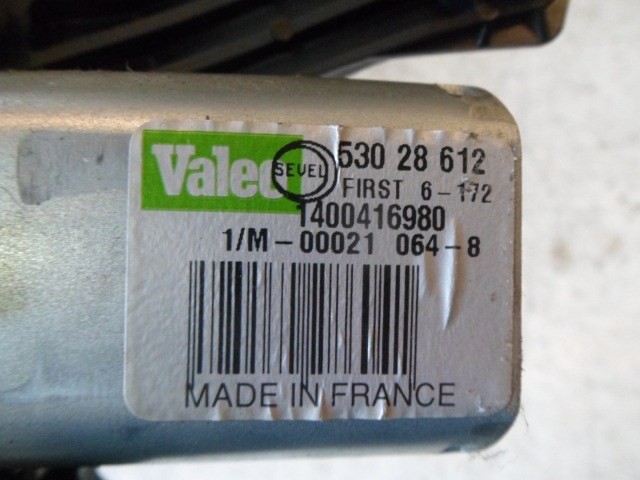 Valeo SEVEL 530 28 612
FIRST 6-172
1400416980
1/M-00021 064-8
MADE IN FRANCE